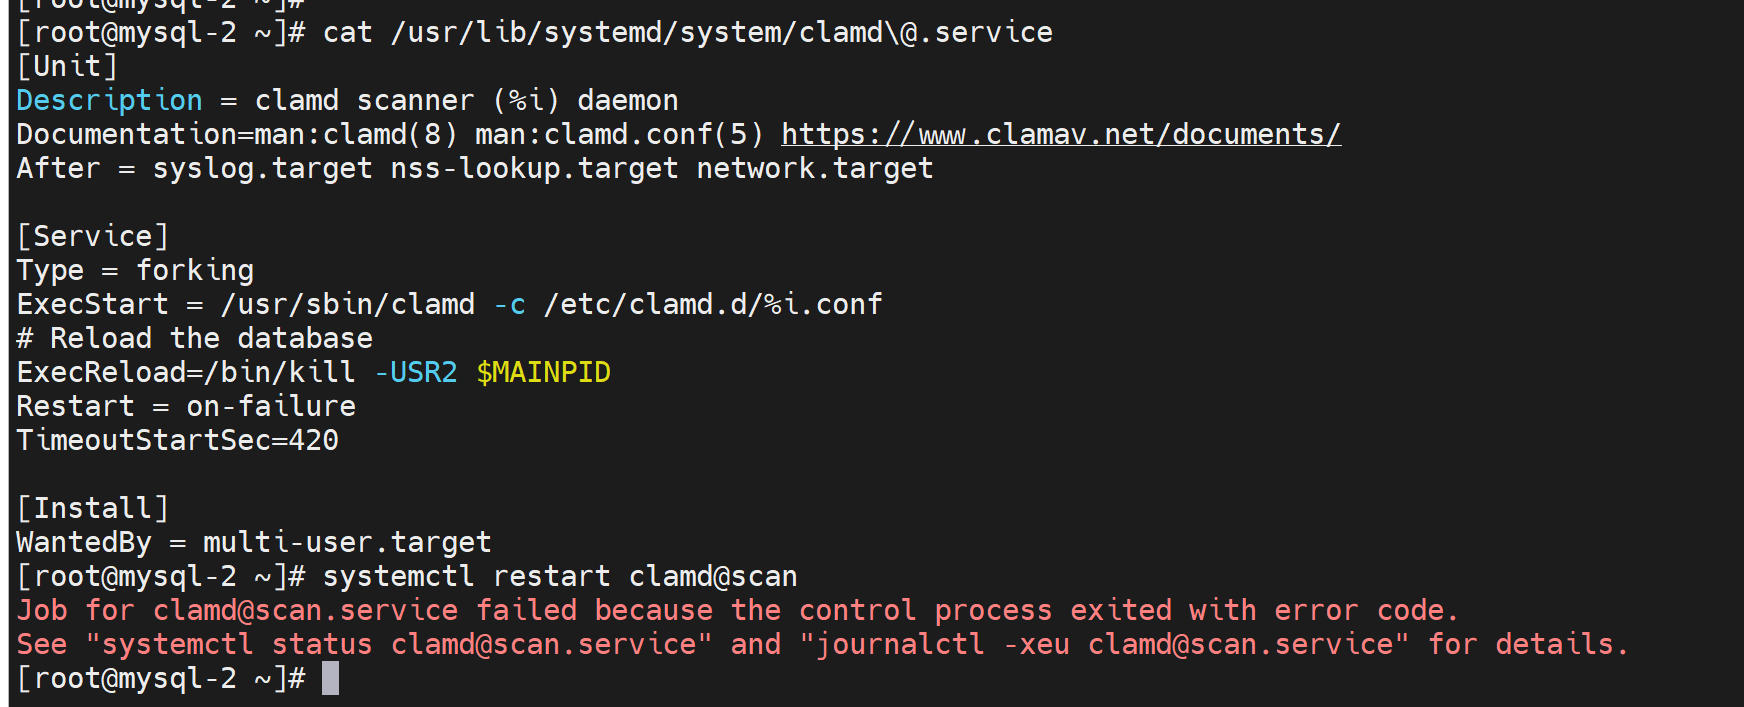 [root@mysql-2 ~]#
[root@mysql-2 ~]# cat /usr/lib/systemd/system/clamd\@.service
[Unit]
Description = clamd scanner (%i) daemon
Documentation=man:clamd(8) man:clamd.conf(5) https://www.clamav.net/documents/
After = syslog.target nss-lookup.target network.target

[Service]
Type = forking
ExecStart = /usr/sbin/clamd -c /etc/clamd.d/%i.conf
# Reload the database
ExecReload=/bin/kill -USR2 $MAINPID
Restart = on-failure
TimeoutStartSec=420

[Install]
WantedBy = multi-user.target
[root@mysql-2 ~]# systemctl restart clamd@scan
Job for clamd@scan.service failed because the control process exited with error code.
See "systemctl status clamd@scan.service" and "journalctl -xeu clamd@scan.service" for details.
[root@mysql-2 ~]#